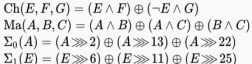 Ch(E, F, G) = (E ∧ F) ⊕ (¬E ∧ G)
Ma(A, B, C) = (A ∧ B) ⊕ (A ∧ C) ⊕ (B ∧ C)
Σ₀(A) = (A⋙2) ⊕ (A⋙13) ⊕ (A⋙22)
Σ₁(E) = (E⋙6) ⊕ (E⋙11) ⊕ (E⋙25)